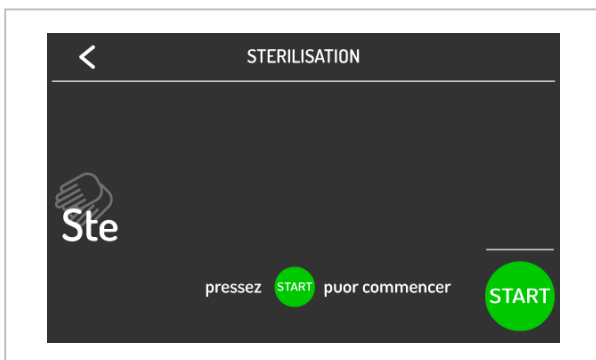 STERILISATION
Ste
pressez START puor commencer
START